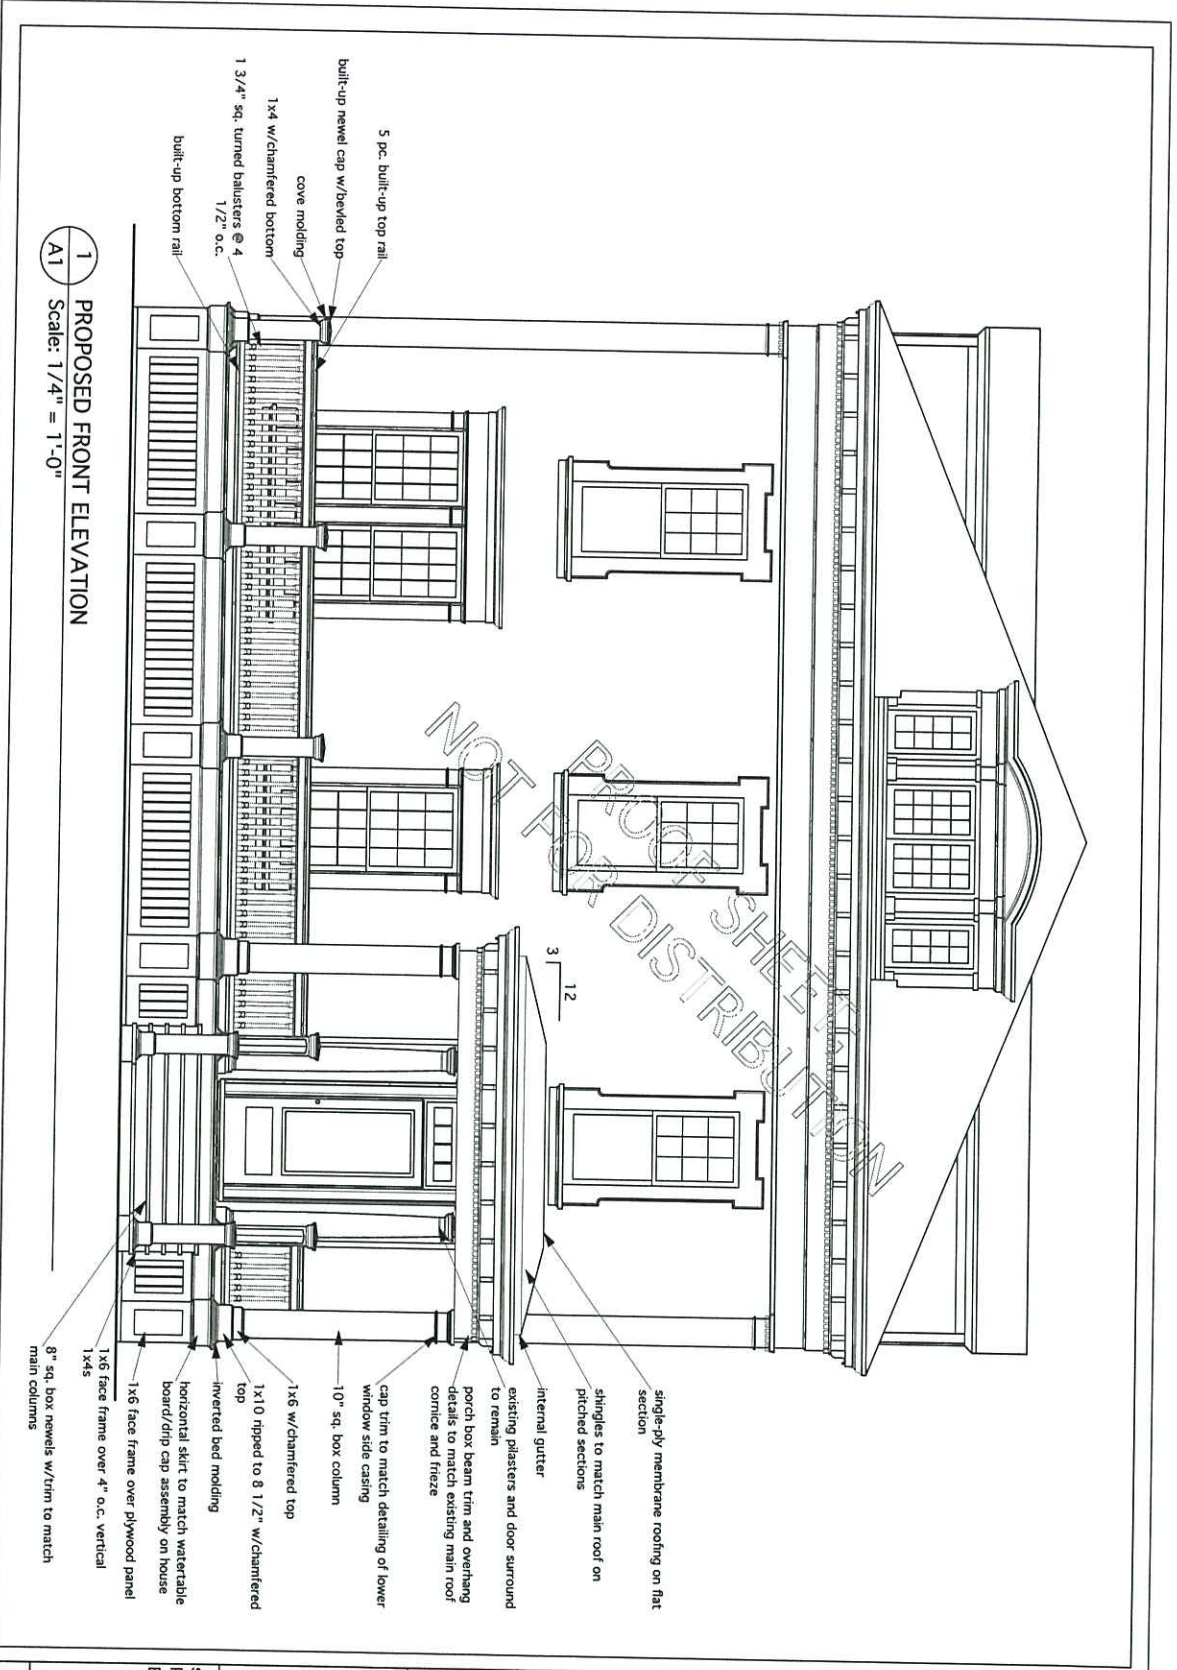 5 pc. built-up top rail
built-up newel cap w/bevled top
cove molding
1x4 w/chamfered bottom
1 3/4" sq. turned balusters @ 4
1/2" o.c.
built-up bottom rail
single-ply membrane roofing on flat
section
shingles to match main roof on
pitched sections
internal gutter
existing pilasters and door surround
to remain
porch box beam trim and overhang
details to match existing main roof
cornice and frieze
cap trim to match detailing of lower
window side casing
10" sq. box column
1x6 w/chamfered top
1x10 ripped to 8 1/2" w/chamfered
top
inverted bed molding
horizontal skirt to match watertable
board/drip cap assembly on house
1x6 face frame over plywood panel
1x6 face frame over 4" o.c. vertical
1x4s
8" sq. box newels w/trim to match
main columns
12
3
PROOF SHEET
NOT FOR DISTRIBUTION
1
A1
PROPOSED FRONT ELEVATION
Scale: 1/4" = 1'-0"